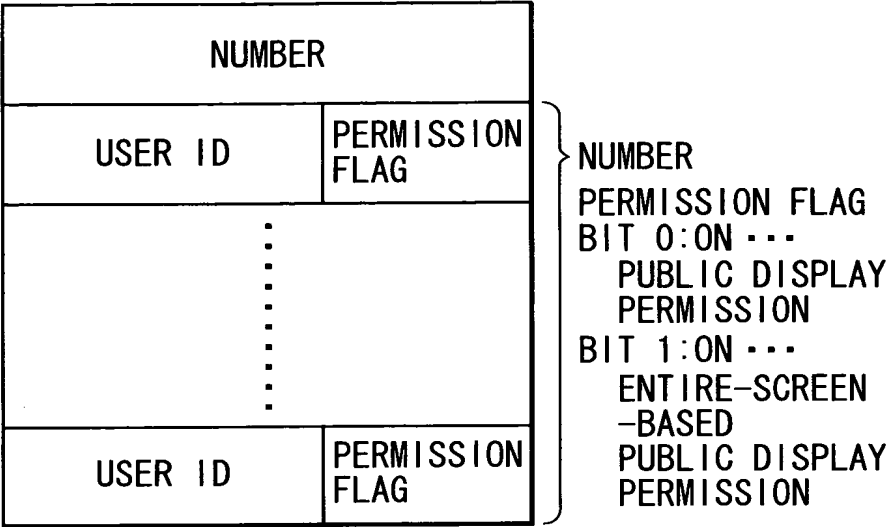 NUMBER
USER ID
PERMISSION
FLAG
USER ID
PERMISSION
FLAG
NUMBER
PERMISSION FLAG
BIT 0:ON ···
PUBLIC DISPLAY
PERMISSION
BIT 1:ON ···
ENTIRE-SCREEN
-BASED
PUBLIC DISPLAY
PERMISSION